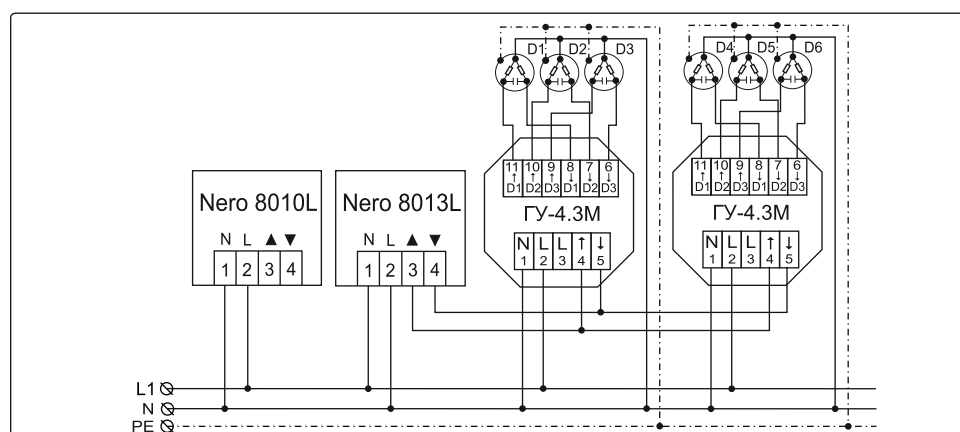 D1 D2 D3
D4 D5 D6
11 10 9 8 7 6
↑ ↑ ↑ ↓ ↓ ↓
D1 D2 D3 D1 D2 D3
11 10 9 8 7 6
↑ ↑ ↑ ↓ ↓ ↓
D1 D2 D3 D1 D2 D3
Nero 8010L
N L ▲ ▼
1 2 3 4
Nero 8013L
N L ▲ ▼
1 2 3 4
ГУ-4.3М
N L L ↑ ↓
1 2 3 4 5
ГУ-4.3М
N L L ↑ ↓
1 2 3 4 5
L1
N
PE